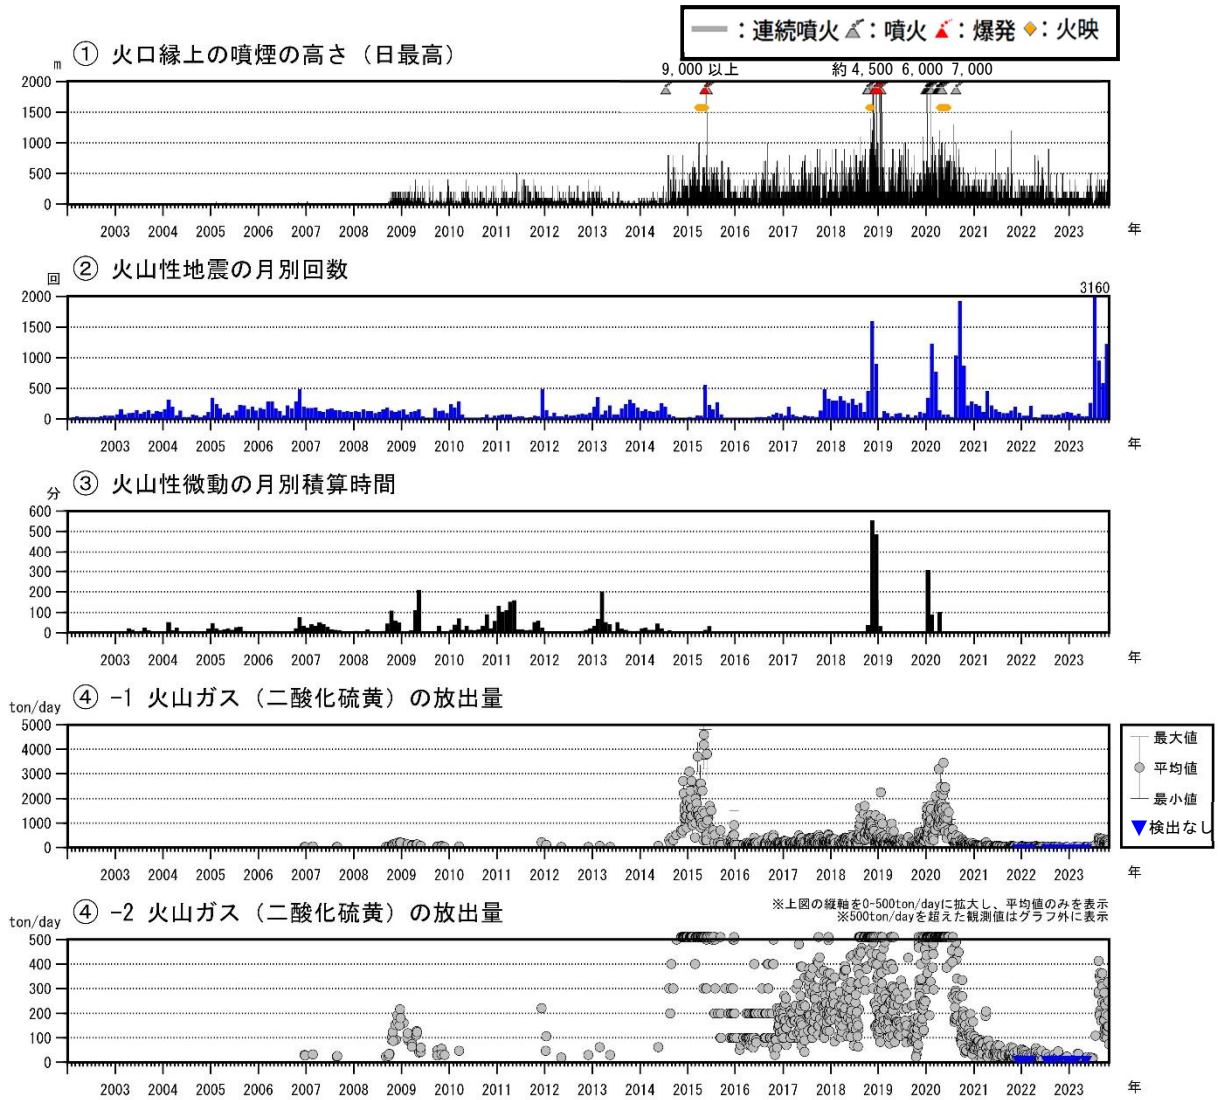 ：連続噴火 ：噴火 ：爆発 ：火映
① 火口縁上の噴煙の高さ（日最高）
m
9,000 以上 約 4,500 6,000 7,000
2000
1500
1000
500
0
2003 2004 2005 2006 2007 2008 2009 2010 2011 2012 2013 2014 2015 2016 2017 2018 2019 2020 2021 2022 2023 年
② 火山性地震の月別回数
回
3160
2000
1500
1000
500
0
2003 2004 2005 2006 2007 2008 2009 2010 2011 2012 2013 2014 2015 2016 2017 2018 2019 2020 2021 2022 2023 年
③ 火山性微動の月別積算時間
分
600
500
400
300
200
100
0
2003 2004 2005 2006 2007 2008 2009 2010 2011 2012 2013 2014 2015 2016 2017 2018 2019 2020 2021 2022 2023 年
④ -1 火山ガス（二酸化硫黄）の放出量
ton/day
5000
4000
3000
2000
1000
0
最大値
平均値
最小値
検出なし
2003 2004 2005 2006 2007 2008 2009 2010 2011 2012 2013 2014 2015 2016 2017 2018 2019 2020 2021 2022 2023 年
④ -2 火山ガス（二酸化硫黄）の放出量
※上図の縦軸を0-500ton/dayに拡大し、平均値のみを表示
※500ton/dayを超えた観測値はグラフ外に表示
ton/day
500
400
300
200
100
0
2003 2004 2005 2006 2007 2008 2009 2010 2011 2012 2013 2014 2015 2016 2017 2018 2019 2020 2021 2022 2023 年